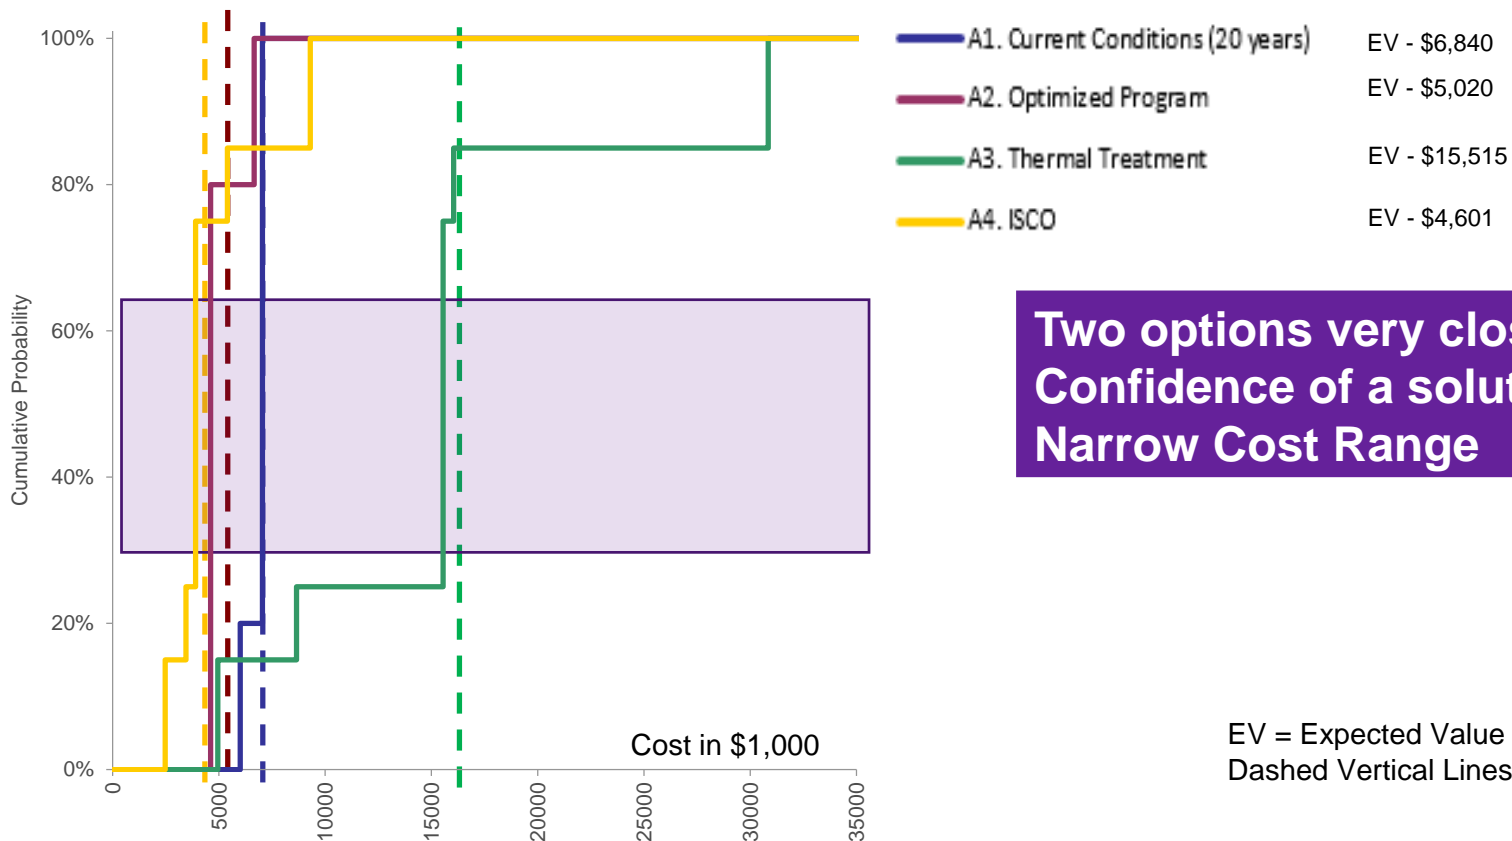 100%
80%
60%
40%
20%
0%
Cumulative Probability
0
50000
10000
15000
20000
25000
30000
35000
Cost in $1,000
A1. Current Conditions (20 years) EV - $6,840
A2. Optimized Program EV - $5,020
A3. Thermal Treatment EV - $15,515
A4. ISCO EV - $4,601
Two options very clos
Confidence of a solut
Narrow Cost Range
EV = Expected Value
Dashed Vertical Lines